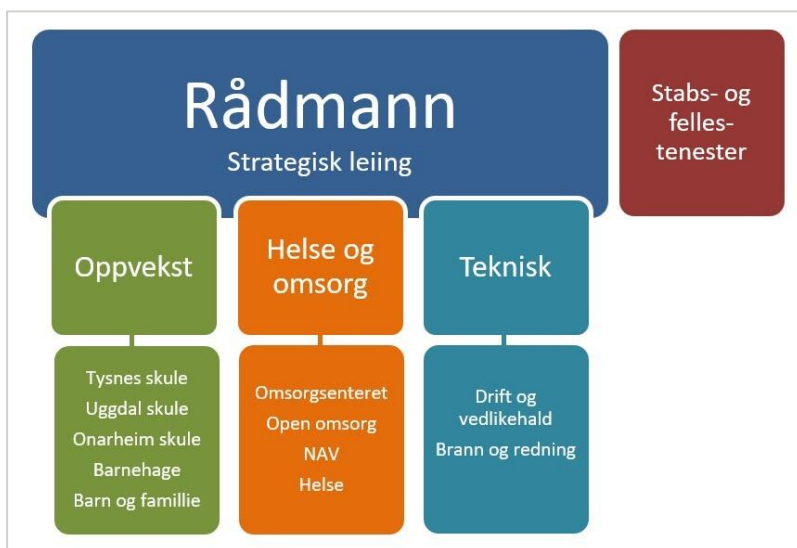 Rådmann
Strategisk leiing
Stabs- og
felles-
tenester
Oppvekst
Helse og
omsorg
Teknisk
Tysnes skule
Uggdal skule
Onarheim skule
Barnehage
Barn og famillie
Omsorgsenteret
Open omsorg
NAV
Helse
Drift og
vedlikehald
Brann og redning